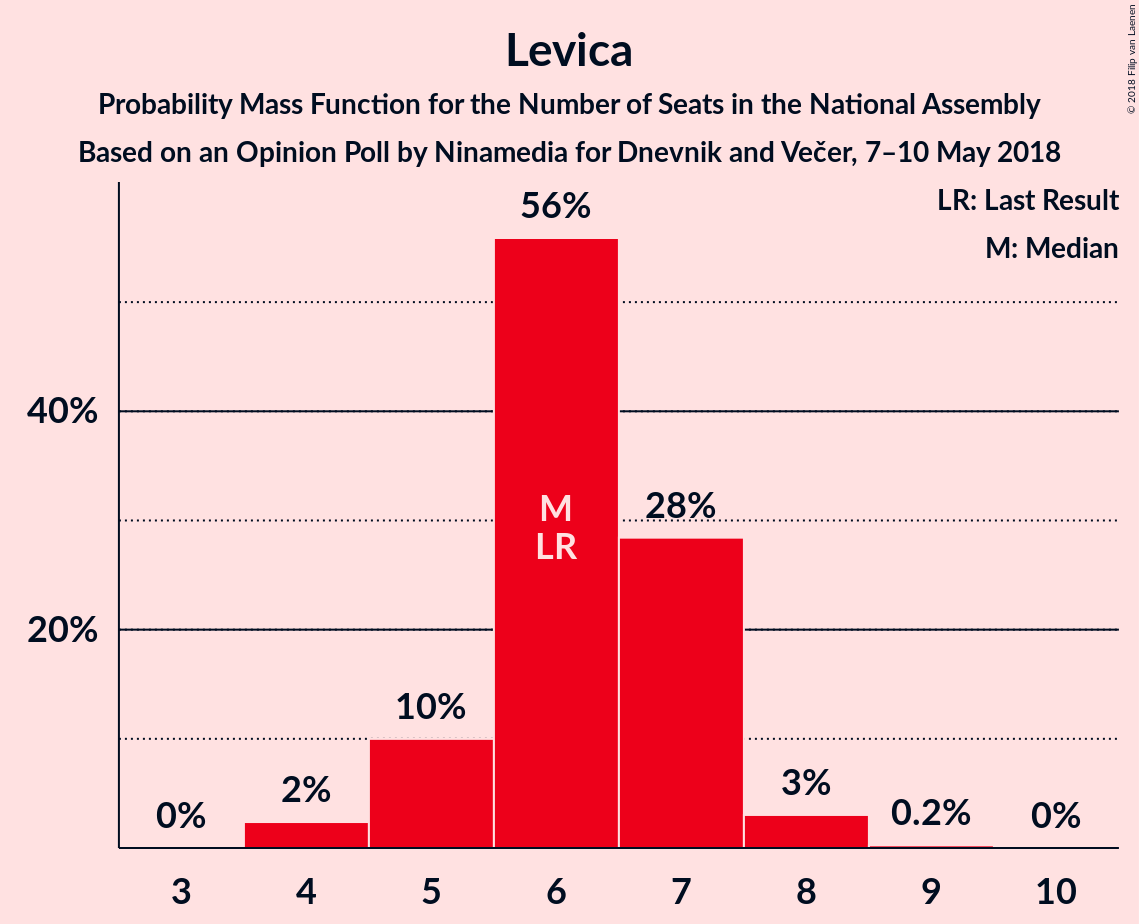 Levica
Probability Mass Function for the Number of Seats in the National Assembly
Based on an Opinion Poll by Ninamedia for Dnevnik and Večer, 7–10 May 2018
© 2018 Filip van Laenen
LR: Last Result
M: Median
56%
40%
M
28%
LR
20%
10%
2%
3%
0%
0.2%
0%
3 4 5 6 7 8 9 10